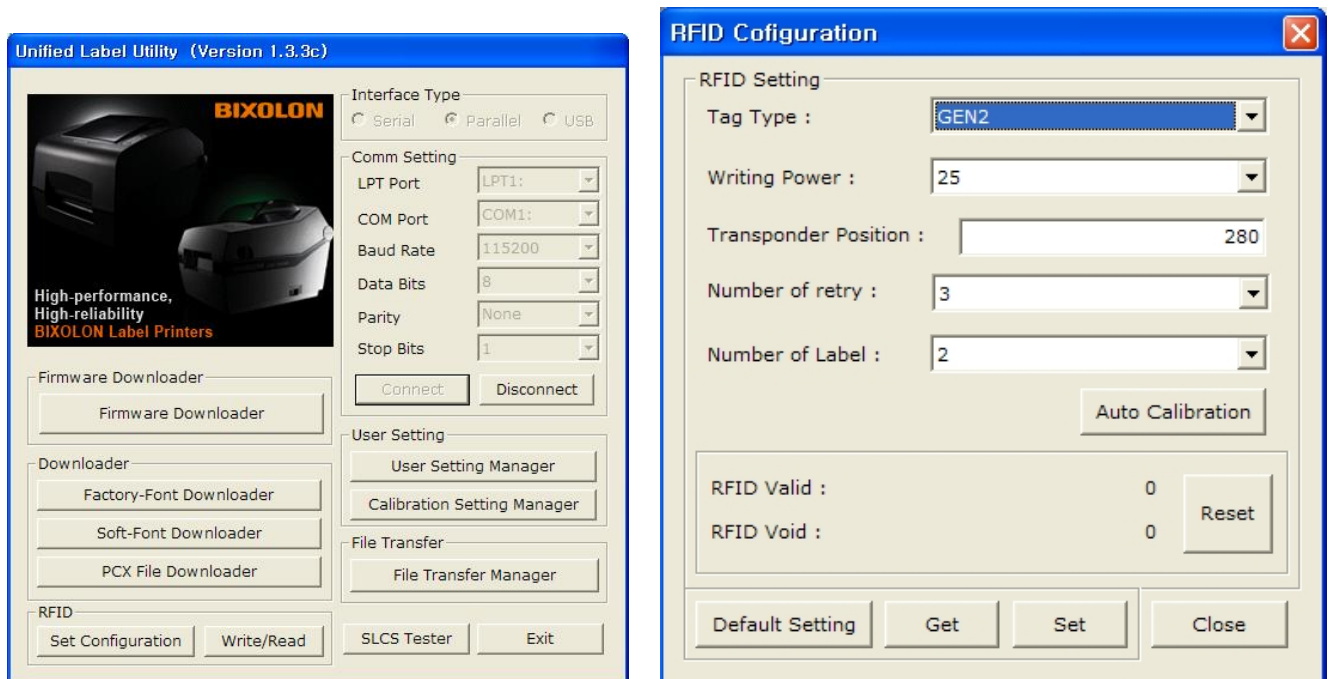 Unified Label Utility (Version 1.3.3c)
BIXOLON
High-performance,
High-reliability
BIXOLON Label Printers
Firmware Downloader
Firmware Downloader
Downloader
Factory-Font Downloader
Soft-Font Downloader
PCX File Downloader
RFID
Set Configuration
Write/Read
Interface Type
Serial Parallel USB
Comm Setting
LPT Port LPT1:
COM Port COM1:
Baud Rate 115200
Data Bits 8
Parity None
Stop Bits 1
Connect Disconnect
User Setting
User Setting Manager
Calibration Setting Manager
File Transfer
File Transfer Manager
SLCS Tester Exit
RFID Cofiguration
RFID Setting
Tag Type : GEN2
Writing Power : 25
Transponder Position : 280
Number of retry : 3
Number of Label : 2
Auto Calibration
RFID Valid : 0
RFID Void : 0
Reset
Default Setting Get Set Close